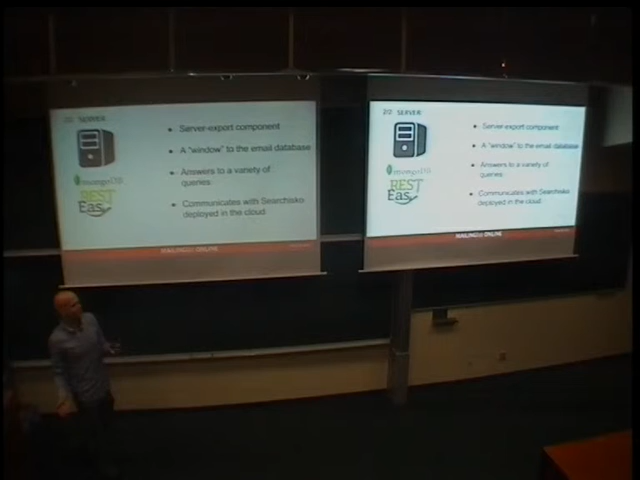 SERVER
Server-export component
A "window" to the email database
Answers to a variety of
queries.
Communicates with Searchisko
deployed in the cloud.
mongoDB
REST
Easy
MAILINGS ONLINE
2/2 SERVER
Server-export component
A "window" to the email database
Answers to a variety of
queries.
Communicates with Searchisko
deployed in the cloud.
mongoDB
REST
Easy
ONLINE